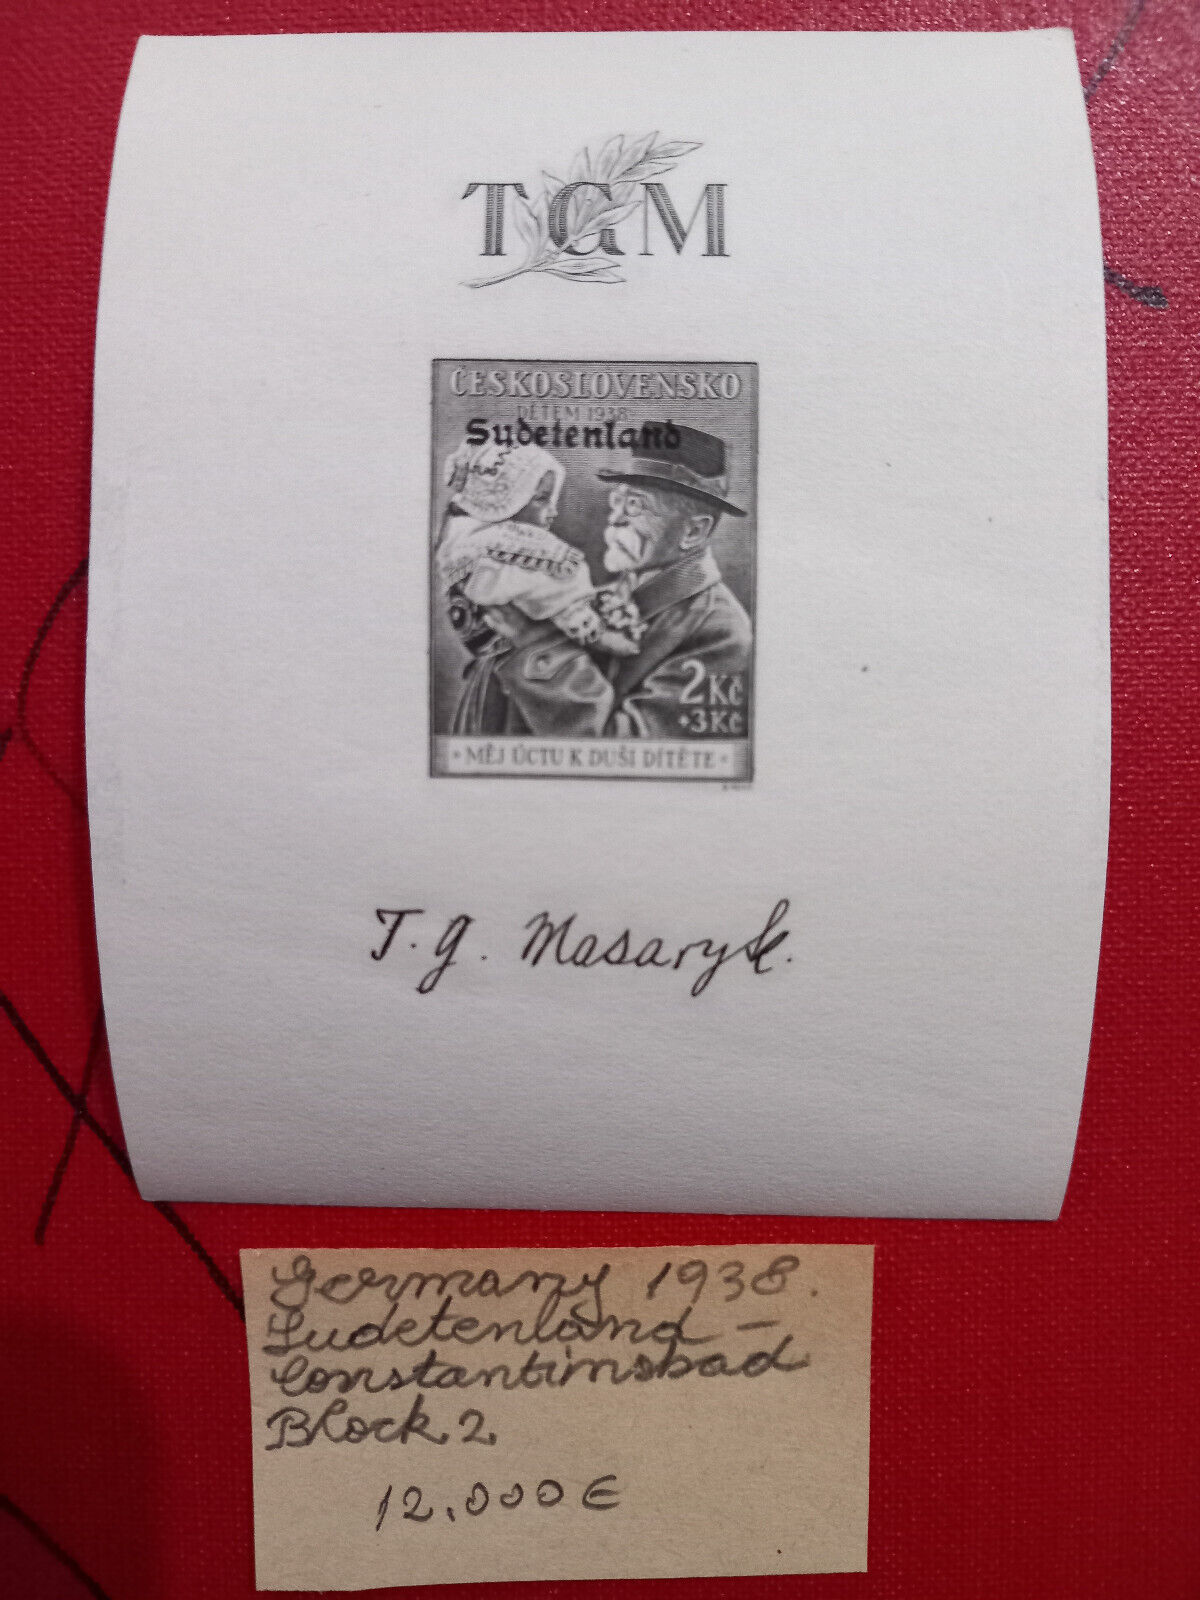 TGM
ČESKOSLOVENSKO
DĚTEM 1938
Sudetenland
2 Kč
+3 Kč
• MĚJ ÚCTU K DUŠI DÍTĚTE •
T. G. Masaryk.
Germany 1938.
Sudetenland –
Constantinsbad
Block 2
12.000 €